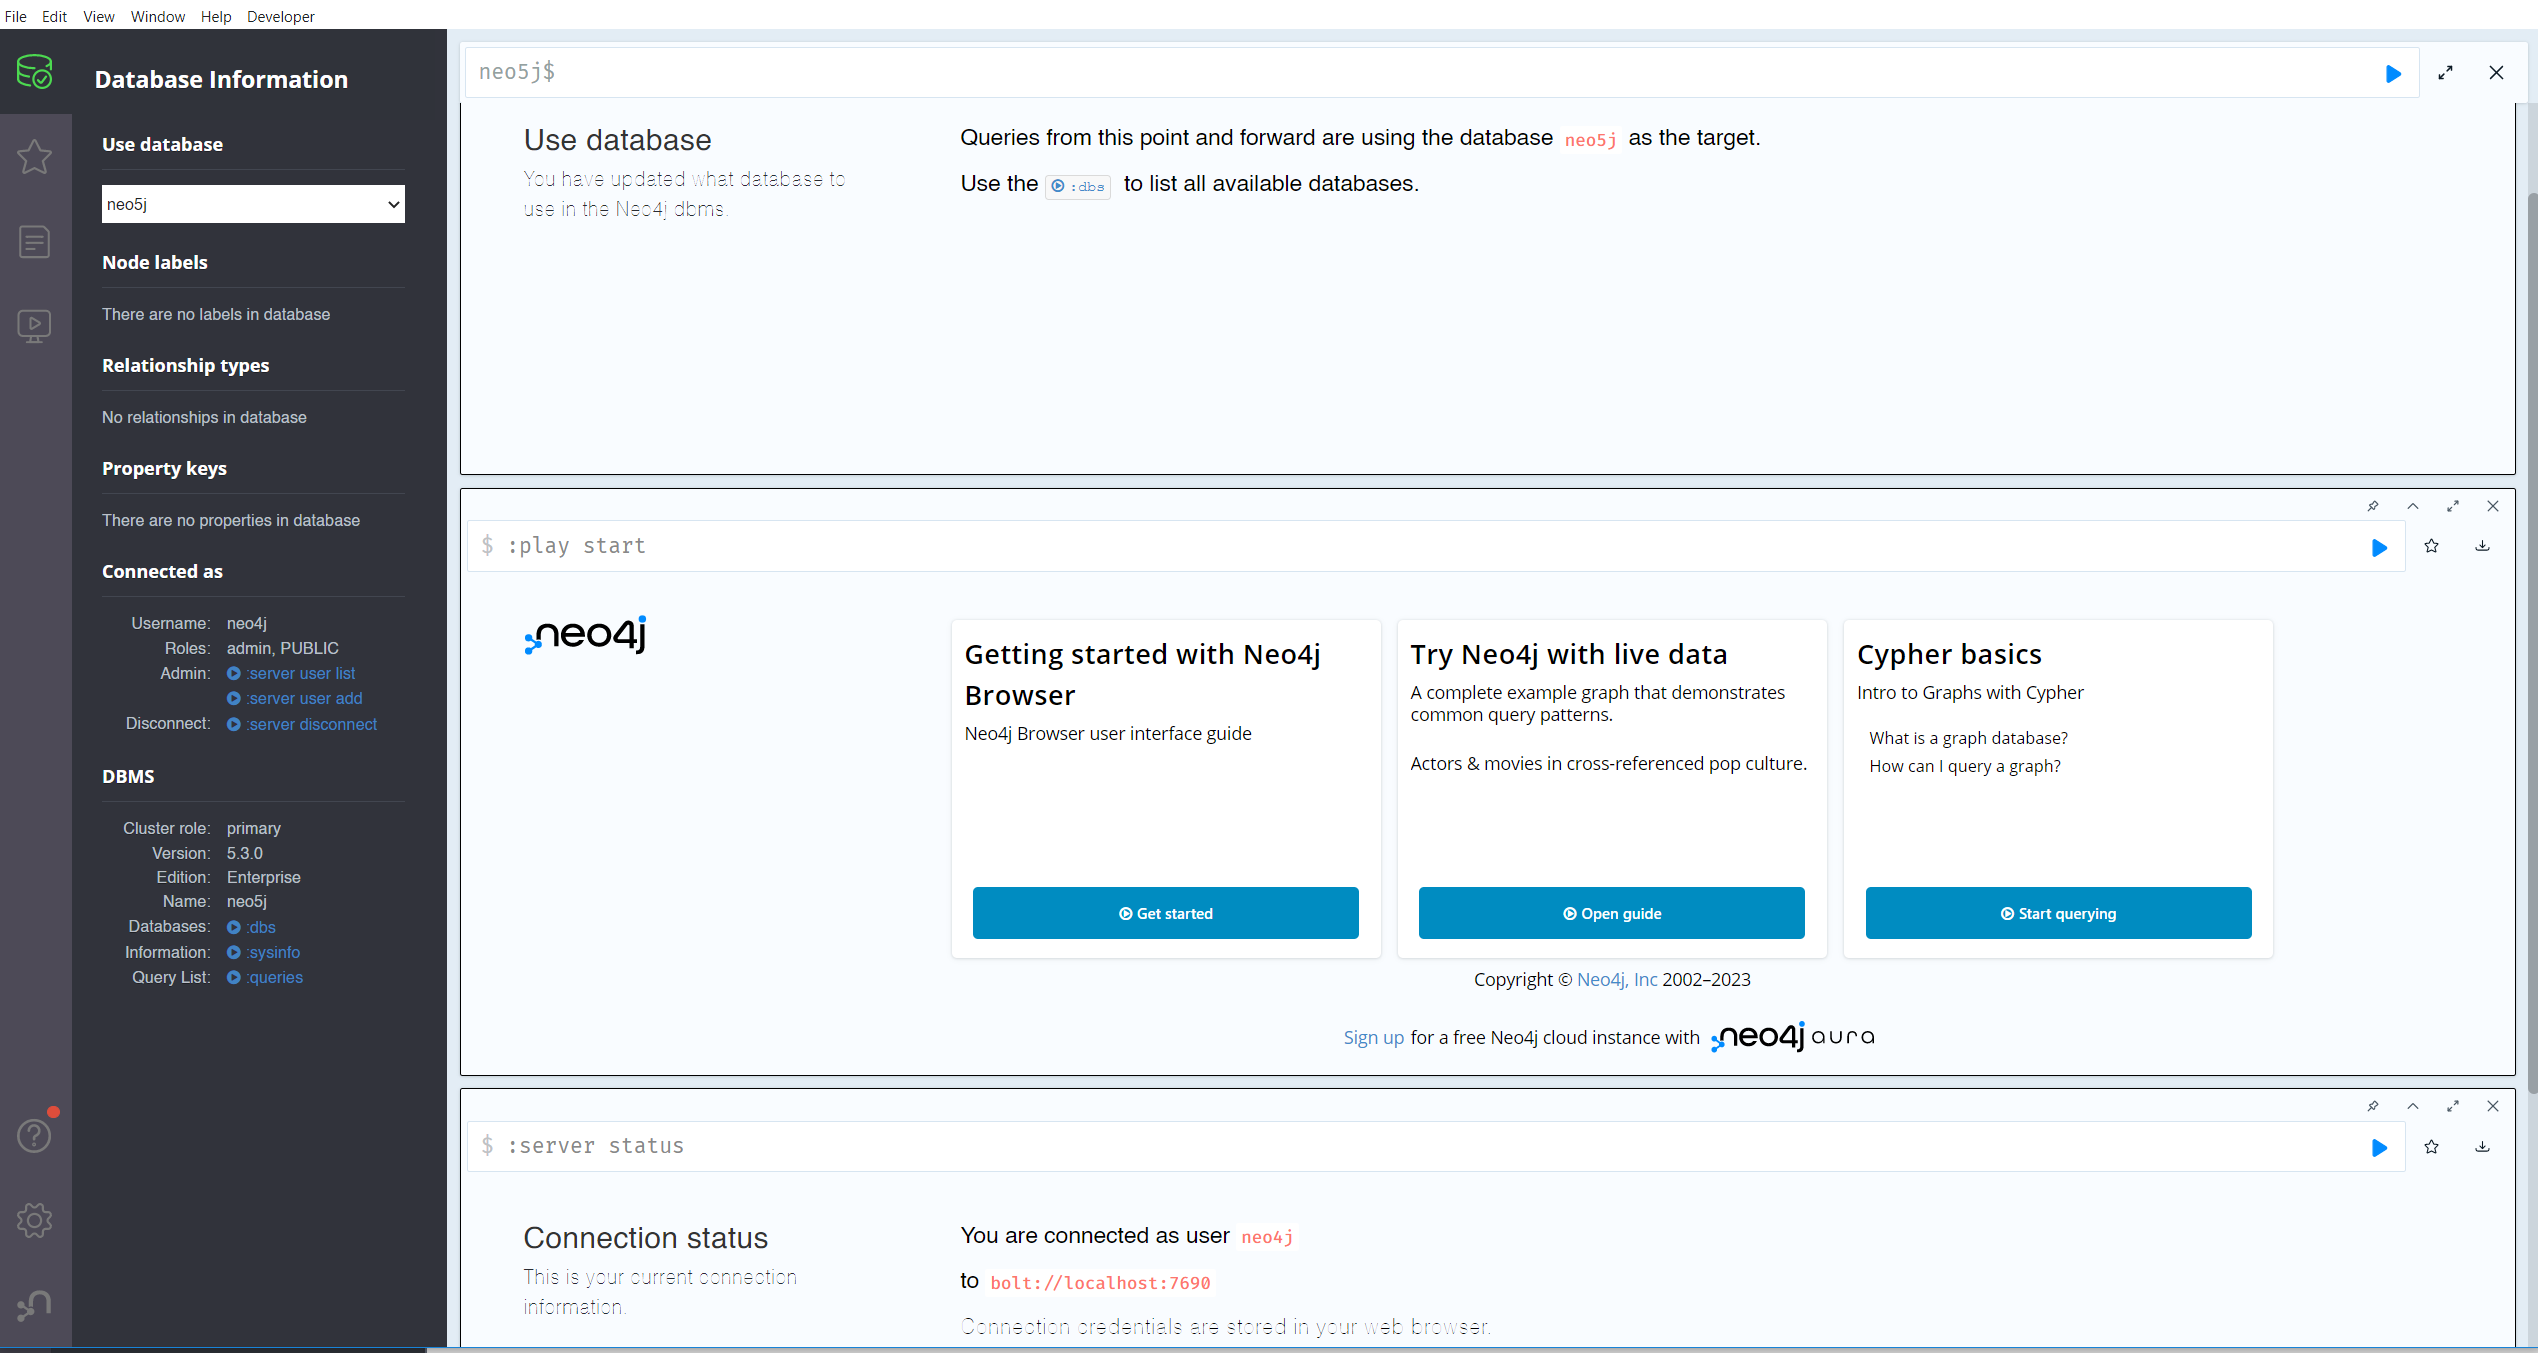 File Edit View Window Help Developer
Database Information
Use database
neo5j
Node labels
There are no labels in database
Relationship types
No relationships in database
Property keys
There are no properties in database
Connected as
Username: neo4j
Roles: admin, PUBLIC
Admin: :server user list
:server user add
Disconnect: :server disconnect
DBMS
Cluster role: primary
Version: 5.3.0
Edition: Enterprise
Name: neo5j
Databases: :dbs
Information: :sysinfo
Query List: :queries
neo5j$
Use database
You have updated what database to
use in the Neo4j dbms.
Queries from this point and forward are using the database neo5j as the target.
Use the :dbs to list all available databases.
$ :play start
neo4j
Getting started with Neo4j
Browser
Neo4j Browser user interface guide
Get started
Try Neo4j with live data
A complete example graph that demonstrates
common query patterns.
Actors & movies in cross-referenced pop culture.
Open guide
Cypher basics
Intro to Graphs with Cypher
What is a graph database?
How can I query a graph?
Start querying
Copyright © Neo4j, Inc 2002–2023
Sign up for a free Neo4j cloud instance with neo4j aura
$ :server status
Connection status
This is your current connection
information.
You are connected as user neo4j
to bolt://localhost:7690
Connection credentials are stored in your web browser.